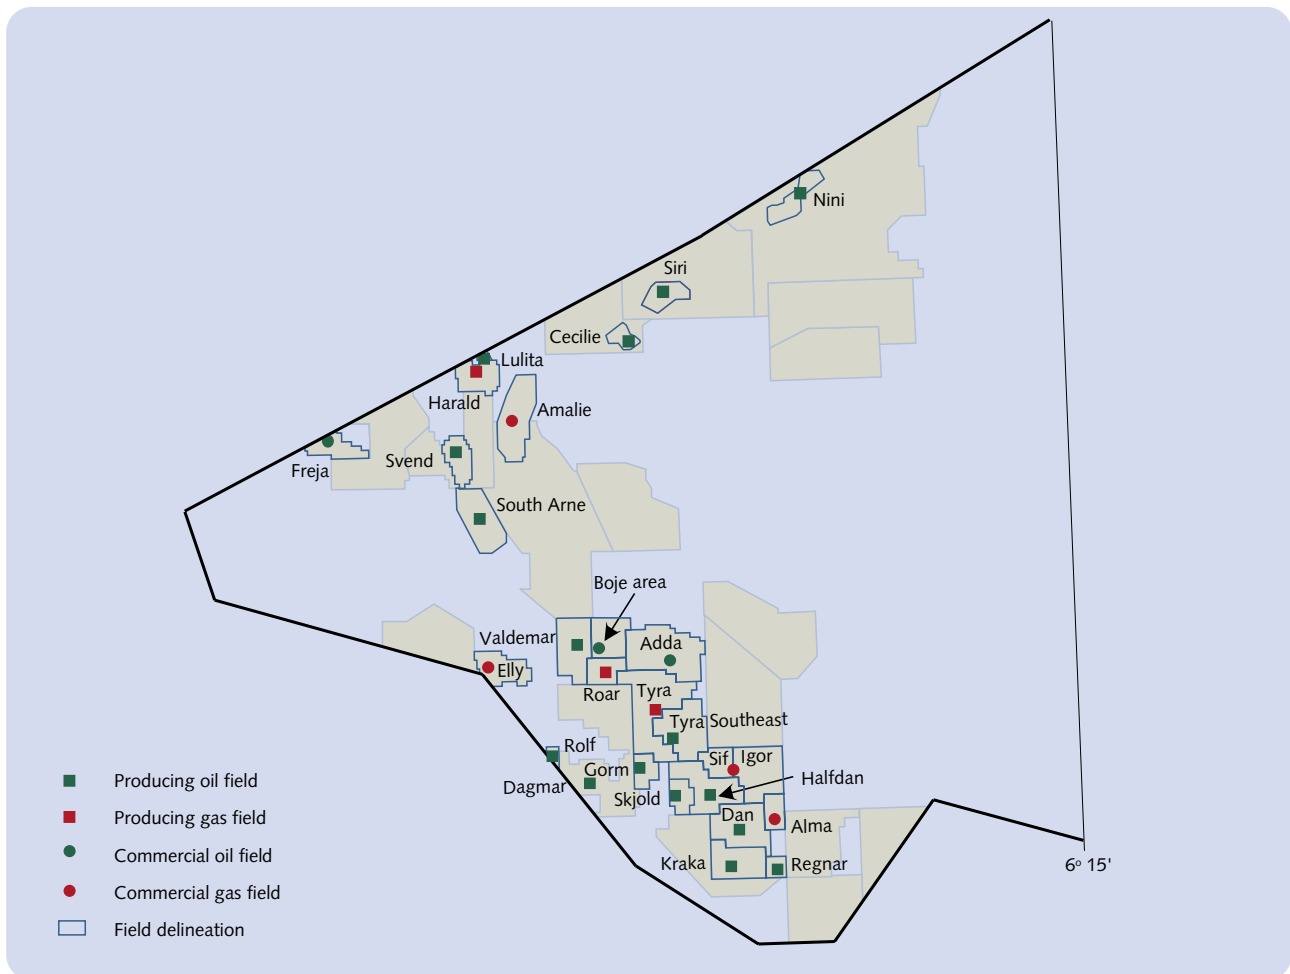 Nini
Siri
Cecilie
Lulita
Harald
Amalie
Freja
Svend
South Arne
Boje area
Valdemar
Adda
Elly
Roar
Tyra
Tyra Southeast
Rolf
Sif
Igor
Gorm
Halfdan
Dagmar
Skjold
Dan
Alma
Kraka
Regnar
6º 15'
Producing oil field
Producing gas field
Commercial oil field
Commercial gas field
Field delineation